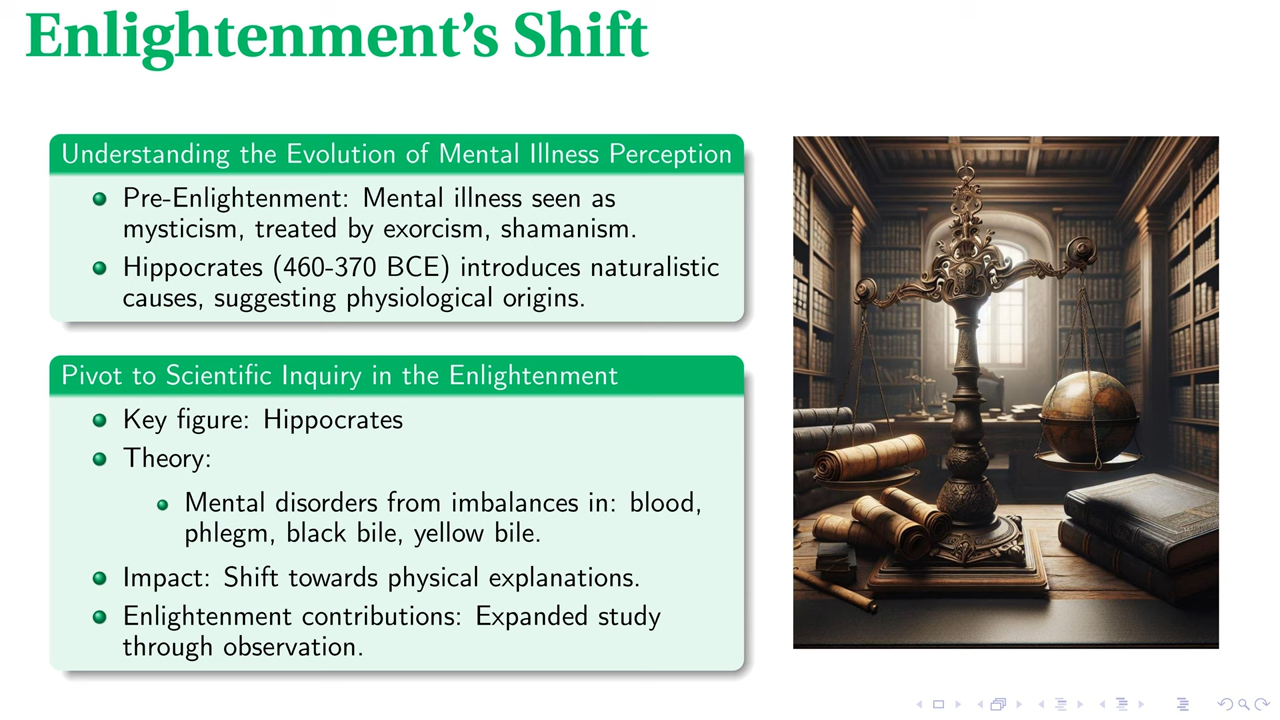 Enlightenment's Shift
Understanding the Evolution of Mental Illness Perception
Pre-Enlightenment: Mental illness seen as
mysticism, treated by exorcism, shamanism.
Hippocrates (460-370 BCE) introduces naturalistic
causes, suggesting physiological origins.
Pivot to Scientific Inquiry in the Enlightenment
Key figure: Hippocrates
Theory:
Mental disorders from imbalances in: blood,
phlegm, black bile, yellow bile.
Impact: Shift towards physical explanations.
Enlightenment contributions: Expanded study
through observation.